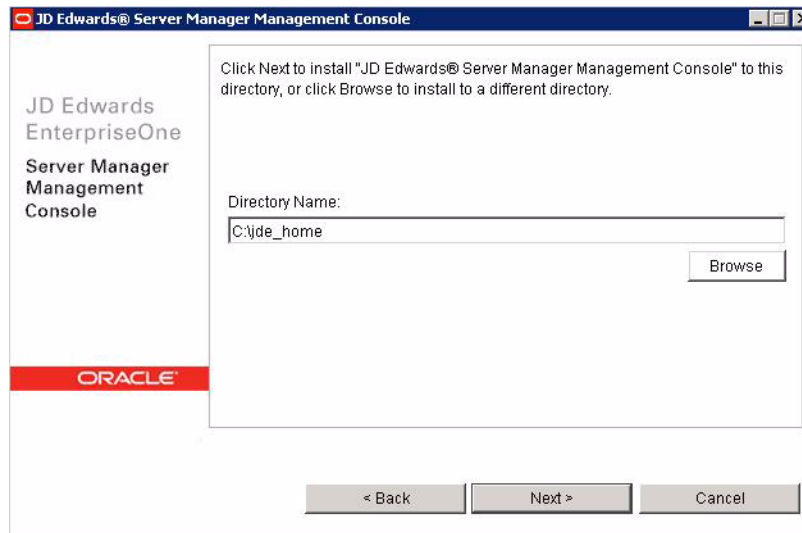 JD Edwards® Server Manager Management Console
Click Next to install "JD Edwards® Server Manager Management Console" to this
directory, or click Browse to install to a different directory.
JD Edwards
EnterpriseOne
Server Manager
Management
Console
Directory Name:
C:\jde_home
Browse
ORACLE
< Back
Next >
Cancel